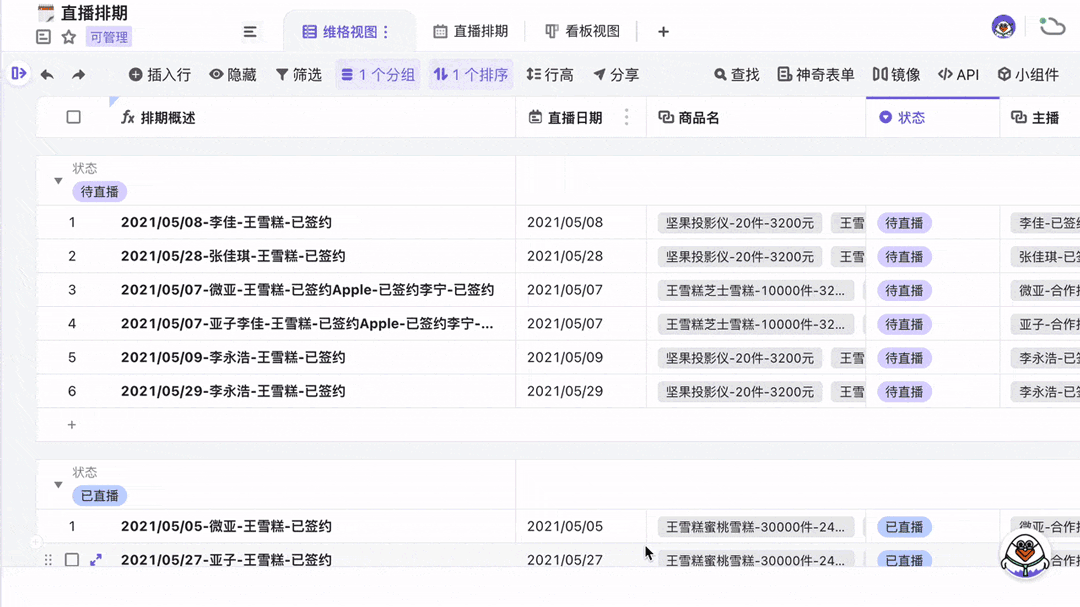 直播排期
可管理
维格视图
直播排期
看板视图
插入行 隐藏 筛选 1 个分组 1 个排序 行高 分享 查找 神奇表单 镜像 API 小组件
fx 排期概述 直播日期 商品名 状态 主播
状态
待直播
1 2021/05/08-李佳-王雪糕-已签约 2021/05/08 坚果投影仪-20件-3200元 王雪 待直播 李佳-已签
2 2021/05/28-张佳琪-王雪糕-已签约 2021/05/28 坚果投影仪-20件-3200元 王雪 待直播 张佳琪-已
3 2021/05/07-微亚-王雪糕-已签约Apple-已签约李宁-已签约 2021/05/07 王雪糕芝士雪糕-10000件-32... 待直播 微亚-合作
4 2021/05/07-亚子李佳-王雪糕-已签约Apple-已签约李宁-... 2021/05/07 王雪糕芝士雪糕-10000件-32... 待直播 亚子-合作
5 2021/05/09-李永浩-王雪糕-已签约 2021/05/09 坚果投影仪-20件-3200元 王雪 待直播 李永浩-已
6 2021/05/29-李永浩-王雪糕-已签约 2021/05/29 坚果投影仪-20件-3200元 王雪 待直播 李永浩-已
状态
已直播
1 2021/05/05-微亚-王雪糕-已签约 2021/05/05 王雪糕蜜桃雪糕-30000件-24... 已直播 微亚-合作
2021/05/27-亚子-王雪糕-已签约 2021/05/27 王雪糕蜜桃雪糕-30000件-24... 已直播 合作